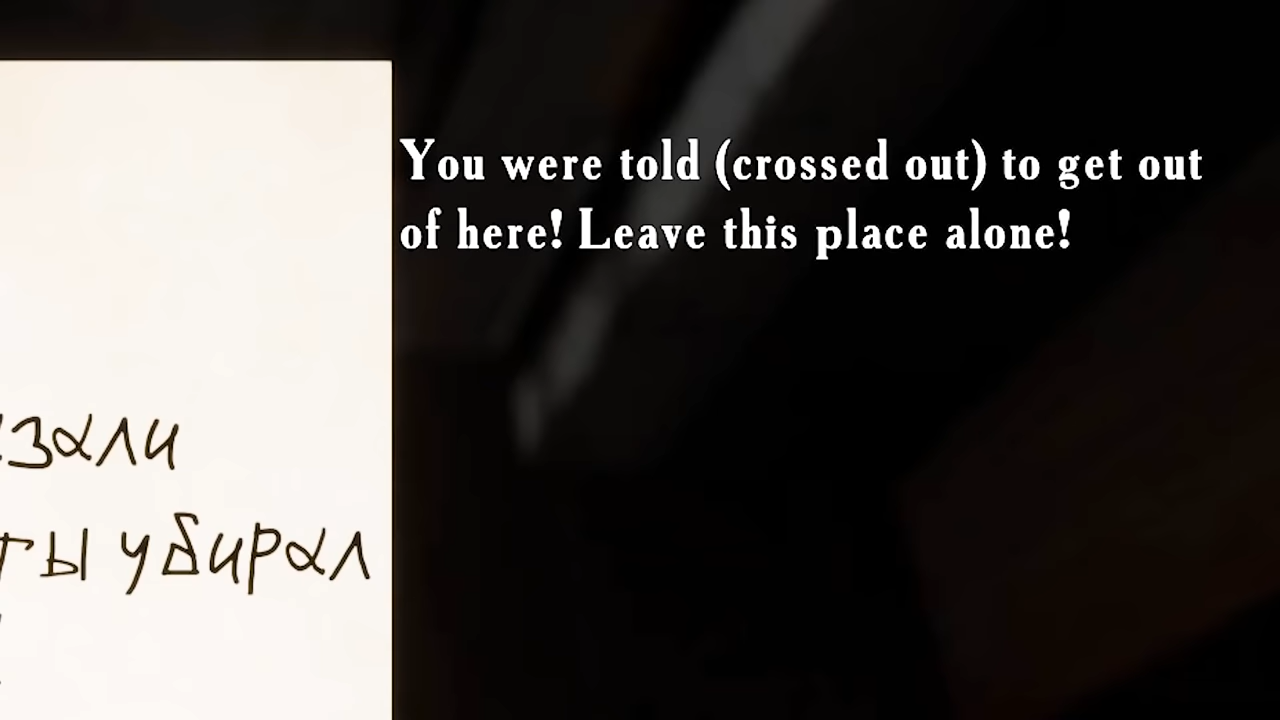 You were told (crossed out) to get out
of here! Leave this place alone!
ты убирал